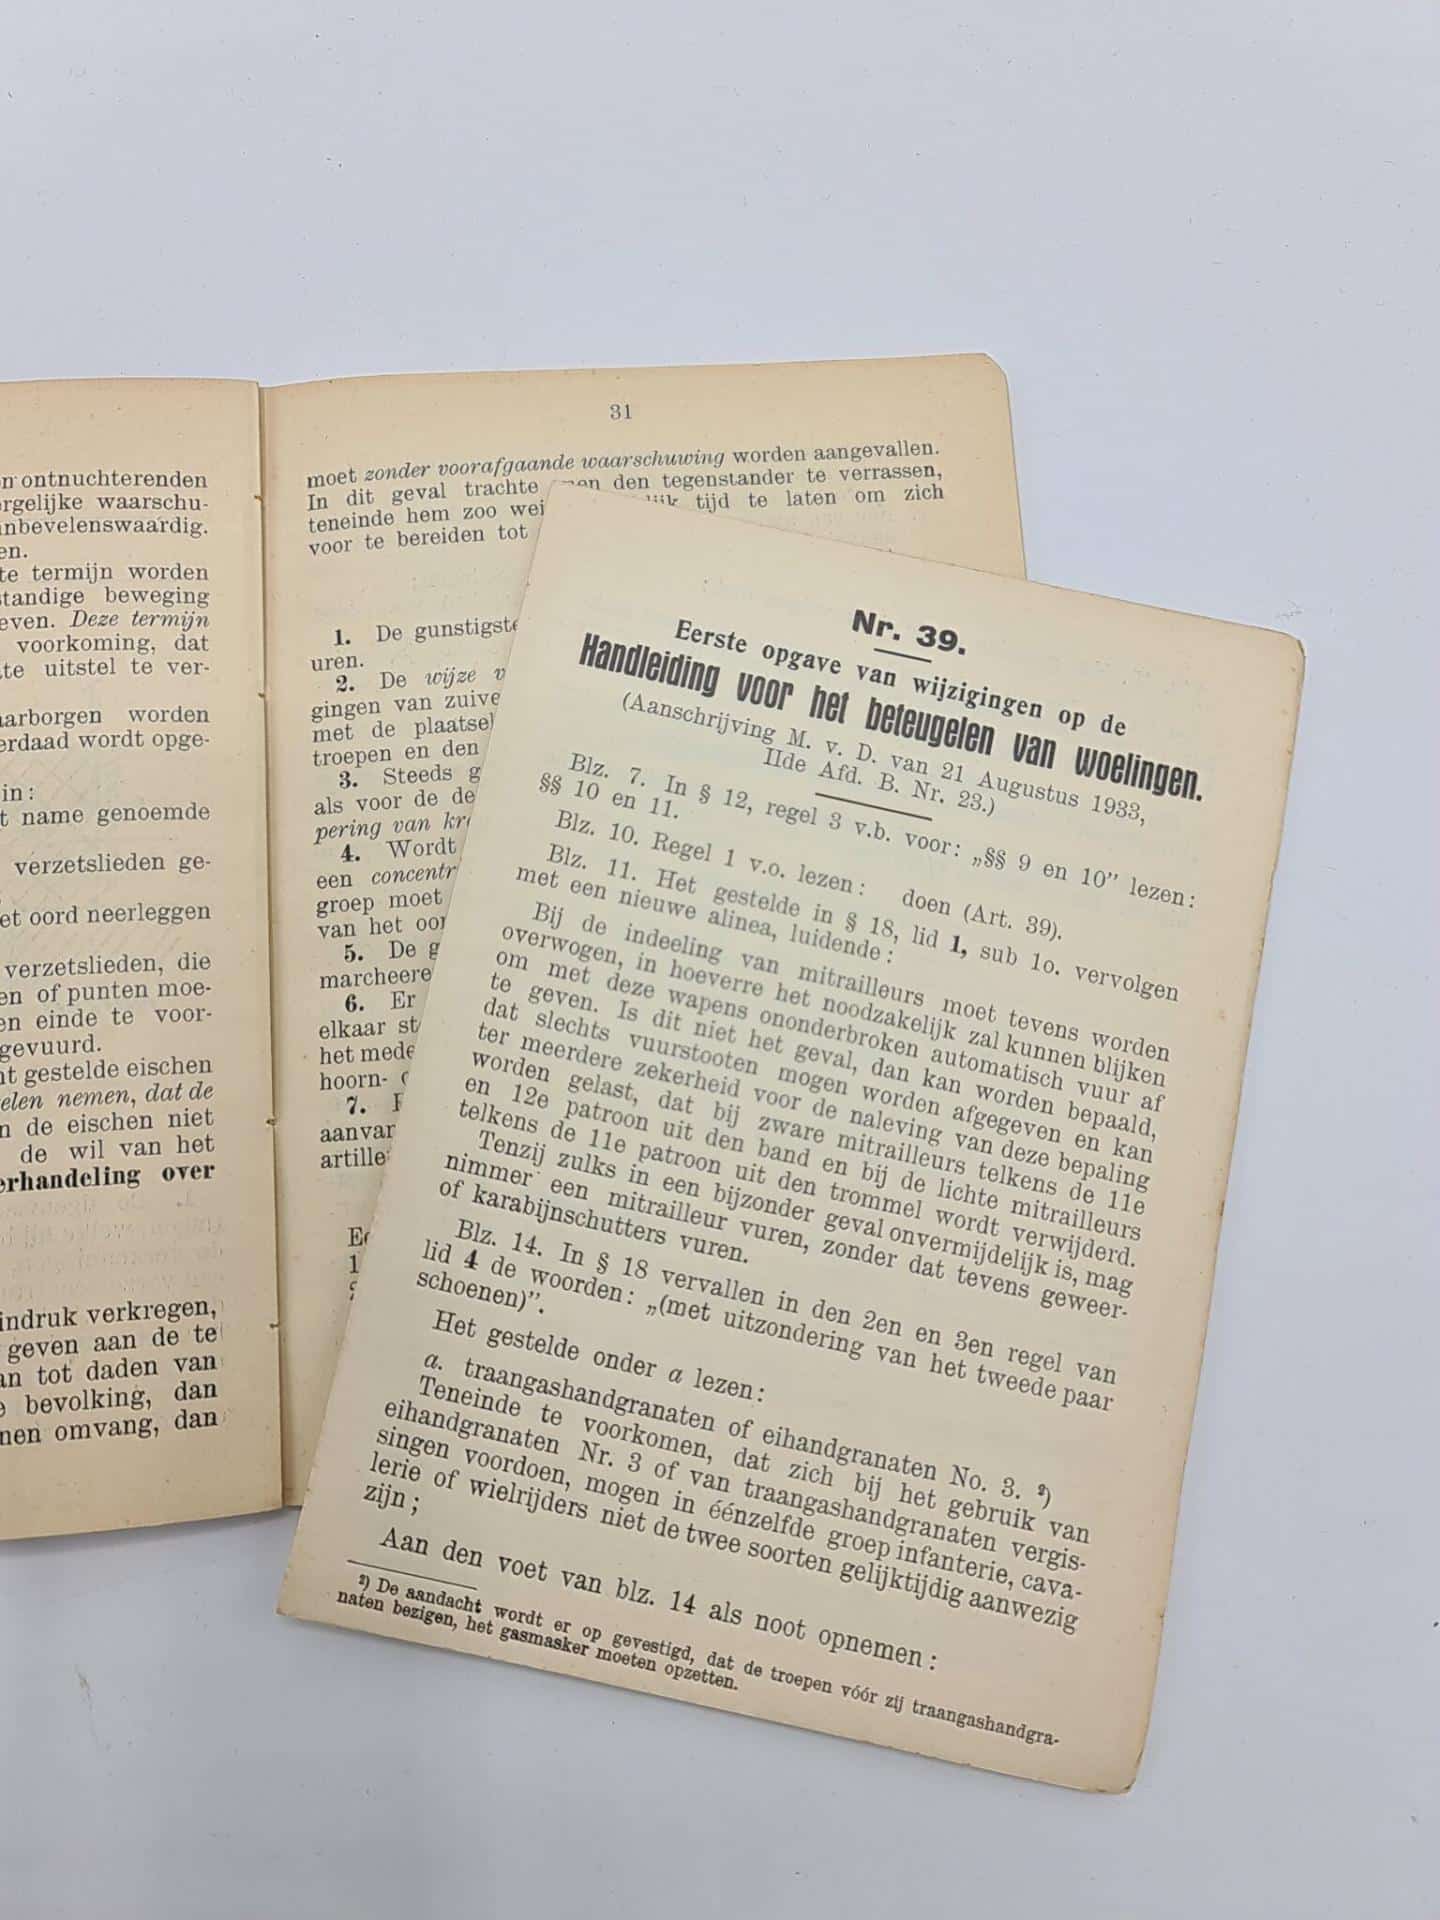 n ontnuchterenden
ergelijke waarschu-
anbevelenswaardig.
en.
te termijn worden
standige beweging
even. Deze termijn
voorkoming, dat
te uitstel te ver-
aarborgen worden
erdaad wordt opge-
in:
t name genoemde
verzetslieden ge-
et oord neerleggen
verzetslieden, die
en of punten moe-
en einde te voor-
gevuurd.
nt gestelde eischen
elen nemen, dat de
n de eischen niet
de wil van het
erhandeling over
indruk verkregen,
geven aan de te
an tot daden van
e bevolking, dan
nen omvang, dan
31
moet zonder voorafgaande waarschuwing worden aangevallen.
In dit geval trachte men den tegenstander te verrassen,
teneinde hem zoo wei lijk tijd te laten om zich
voor te bereiden tot
1. De gunstigste
uren.
2. De wijze v
gingen van zuive
met de plaatsel
troepen en den
3. Steeds g
als voor de de
pering van kr
4. Wordt
een concentr
groep moet
van het oor
5. De g
marcheere
6. Er
elkaar st
het mede
hoorn-
7.
aanvar
artille
Nr. 39.
Eerste opgave van wijzigingen op de
Handleiding voor het beteugelen van woelingen.
(Aanschrijving M. v. D. van 21 Augustus 1933,
IIde Afd. B. Nr. 23.)
Blz. 7. In § 12, regel 3 v.b. voor: „§§ 9 en 10” lezen:
§§ 10 en 11.
Blz. 10. Regel 1 v.o. lezen: doen (Art. 39).
Blz. 11. Het gestelde in § 18, lid 1, sub 1o. vervolgen
met een nieuwe alinea, luidende:
Bij de indeeling van mitrailleurs moet tevens worden
overwogen, in hoeverre het noodzakelijk zal kunnen blijken
om met deze wapens ononderbroken automatisch vuur af
te geven. Is dit niet het geval, dan kan worden bepaald,
dat slechts vuurstooten mogen worden afgegeven en kan
ter meerdere zekerheid voor de naleving van deze bepaling
worden gelast, dat bij zware mitrailleurs telkens de 11e
en 12e patroon uit den band en bij de lichte mitrailleurs
telkens de 11e patroon uit den trommel wordt verwijderd.
Tenzij zulks in een bijzonder geval onvermijdelijk is, mag
nimmer een mitrailleur vuren, zonder dat tevens geweer-
of karabijnschutters vuren.
Blz. 14. In § 18 vervallen in den 2en en 3en regel van
lid 4 de woorden: „(met uitzondering van het tweede paar
schoenen)”.
Het gestelde onder a lezen:
a. traangashandgranaten of eihandgranaten No. 3. ²)
Teneinde te voorkomen, dat zich bij het gebruik van
eihandgranaten Nr. 3 of van traangashandgranaten vergis-
singen voordoen, mogen in éénzelfde groep infanterie, cava-
lerie of wielrijders niet de twee soorten gelijktijdig aanwezig
zijn;
Aan den voet van blz. 14 als noot opnemen:
²) De aandacht wordt er op gevestigd, dat de troepen vóór zij traangashandgra-
naten bezigen, het gasmasker moeten opzetten.